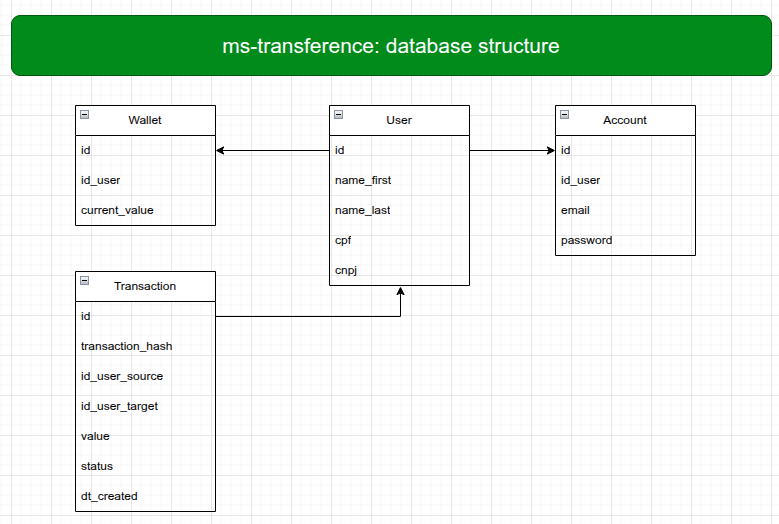 ms-transference: database structure
Wallet
id
id_user
current_value
User
id
name_first
name_last
cpf
cnpj
Account
id
id_user
email
password
Transaction
id
transaction_hash
id_user_source
id_user_target
value
status
dt_created